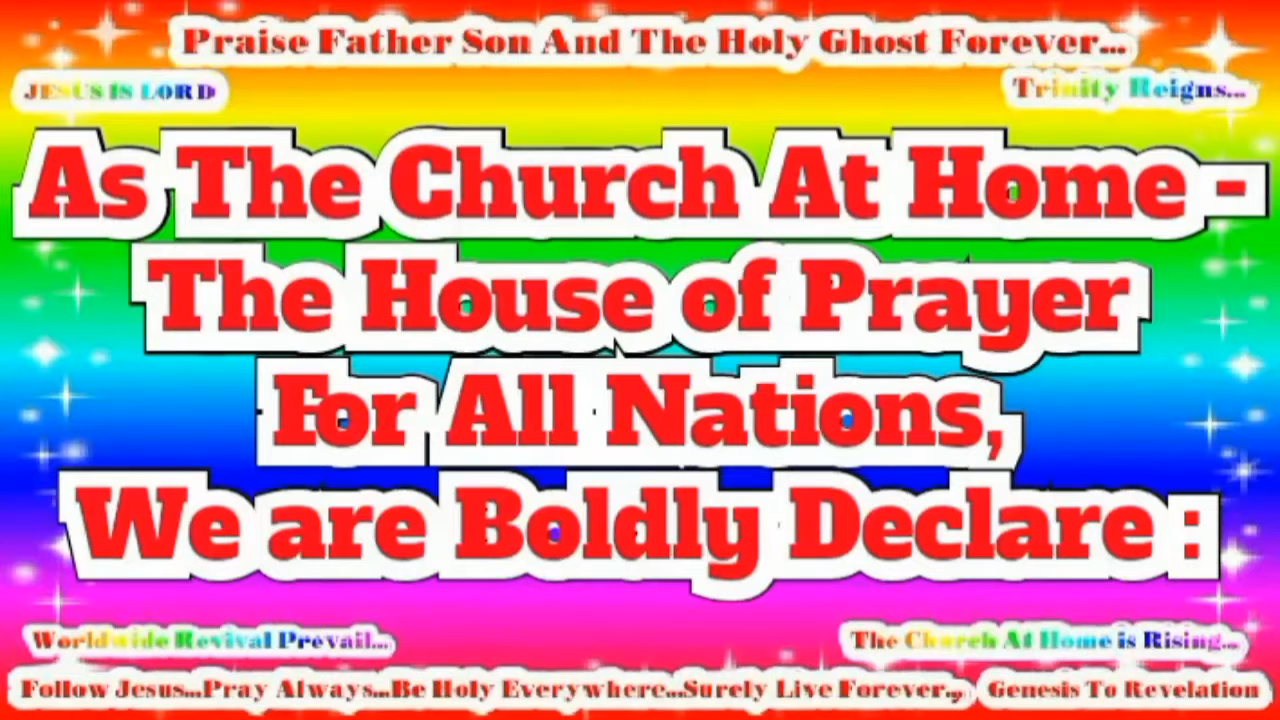 Praise Father Son And The Holy Ghost Forever...
JESUS IS LORD
Trinity Reigns...
As The Church At Home -
The House of Prayer
For All Nations,
We are Boldly Declare :
Worldwide Revival Prevail...
The Church At Home is Rising...
Follow Jesus...Pray Always...Be Holy Everywhere...Surely Live Forever..,
Genesis To Revelation